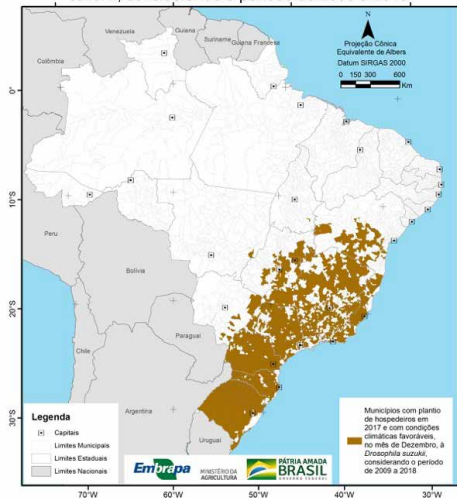 N
Projeção Cônica
Equivalente de Albers
Datum SIRGAS 2000
0 150 300 600
Km
Venezuela
Guiana
Suriname
Guiana Francesa
Colômbia
0°
10°S
Peru
Bolívia
20°S
Paraguai
Chile
Argentina
30°S
Uruguai
Legenda
Capitais
Limites Municipais
Limites Estaduais
Limites Nacionais
Embrapa
MINISTÉRIO DA
AGRICULTURA
PÁTRIA AMADA
BRASIL
GOVERNO FEDERAL
Municípios com plantio
de hospedeiros em
2017 e com condições
climáticas favoráveis,
no mês de Dezembro, à
Drosophila suzukii,
considerando o período
de 2009 a 2018
70°W
60°W
50°W
40°W